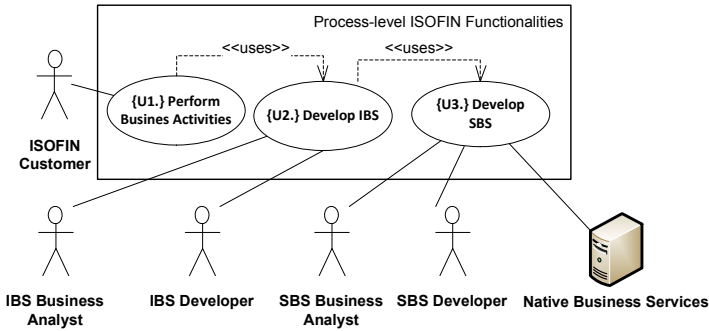 Process-level ISOFIN Functionalities
<<uses>>
<<uses>>
{U1.} Perform
Busines Activities
{U2.} Develop IBS
{U3.} Develop
SBS
ISOFIN
Customer
IBS Business
Analyst
IBS Developer
SBS Business
Analyst
SBS Developer
Native Business Services